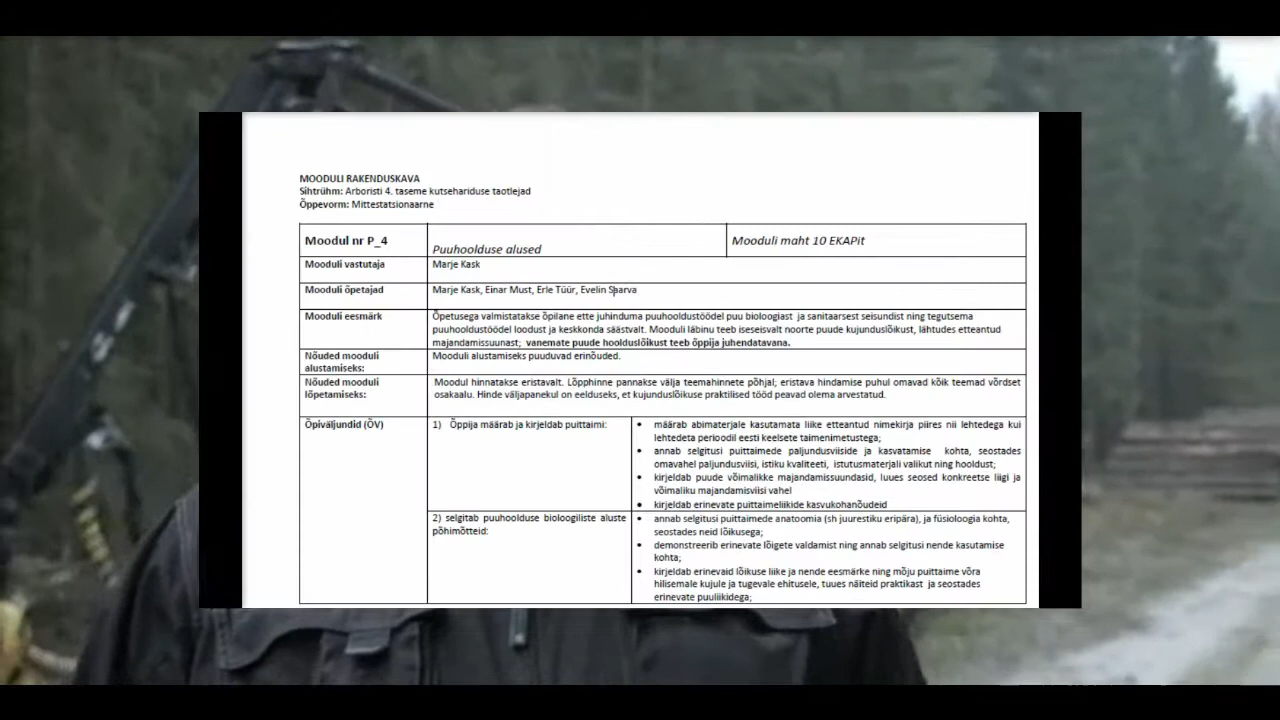 MOODULI RAKENDUSKAVA
Sihtrühm: Arboristi 4. taseme kutsehariduse taotlejad
Õppevorm: Mittestatsionaarne
Moodul nr P_4
Puuhoolduse alused
Mooduli maht 10 EKAPit
Mooduli vastutaja
Marje Kask
Mooduli õpetajad
Marje Kask, Einar Must, Erle Tüür, Evelin Saarva
Mooduli eesmärk
Õpetusega valmistatakse õpilane ette juhinduma puuhooldustöödel puu bioloogiast ja sanitaarsest seisundist ning tegutsema
puuhooldustöödel loodust ja keskkonda säästvalt. Mooduli läbinu teeb iseseisvalt noorte puude kujunduslõikust, lähtudes etteantud
majandamissuunast; vanemate puude hoolduslõikust teeb õppija juhendatavana.
Nõuded mooduli
alustamiseks:
Mooduli alustamiseks puuduvad erinõuded.
Nõuded mooduli
lõpetamiseks:
Moodul hinnatakse eristavalt. Lõpphinne pannakse välja teemahinnete põhjal; eristava hindamise puhul omavad kõik teemad võrdset
osakaalu. Hinde väljapanekul on eelduseks, et kujunduslõikuse praktilised tööd peavad olema arvestatud.
Õpiväljundid (ÕV)
1) Õppija määrab ja kirjeldab puittaimi:
• määrab abimaterjale kasutamata liike etteantud nimekirja piires nii lehtedega kui
lehtedeta perioodil eesti keelsete taimenimetustega;
• annab selgitusi puittaimede paljundusviiside ja kasvatamise kohta, seostades
omavahel paljundusviisi, istiku kvaliteeti, istutusmaterjali valikut ning hooldust;
• kirjeldab puude võimalikke majandamissuundasid, luues seosed konkreetse liigi ja
võimaliku majandamisviisi vahel
• kirjeldab erinevate puittaimeliikide kasvukohanõudeid
2) selgitab puuhoolduse bioloogiliste aluste
põhimõtteid:
• annab selgitusi puittaimede anatoomia (sh juurestiku eripära), ja füsioloogia kohta,
seostades neid lõikusega;
• demonstreerib erinevate lõigete valdamist ning annab selgitusi nende kasutamise
kohta;
• kirjeldab erinevaid lõikuse liike ja nende eesmärke ning mõju puittaime võra
hilisemale kujule ja tugevale ehitusele, tuues näiteid praktikast ja seostades
erinevate puuliikidega;